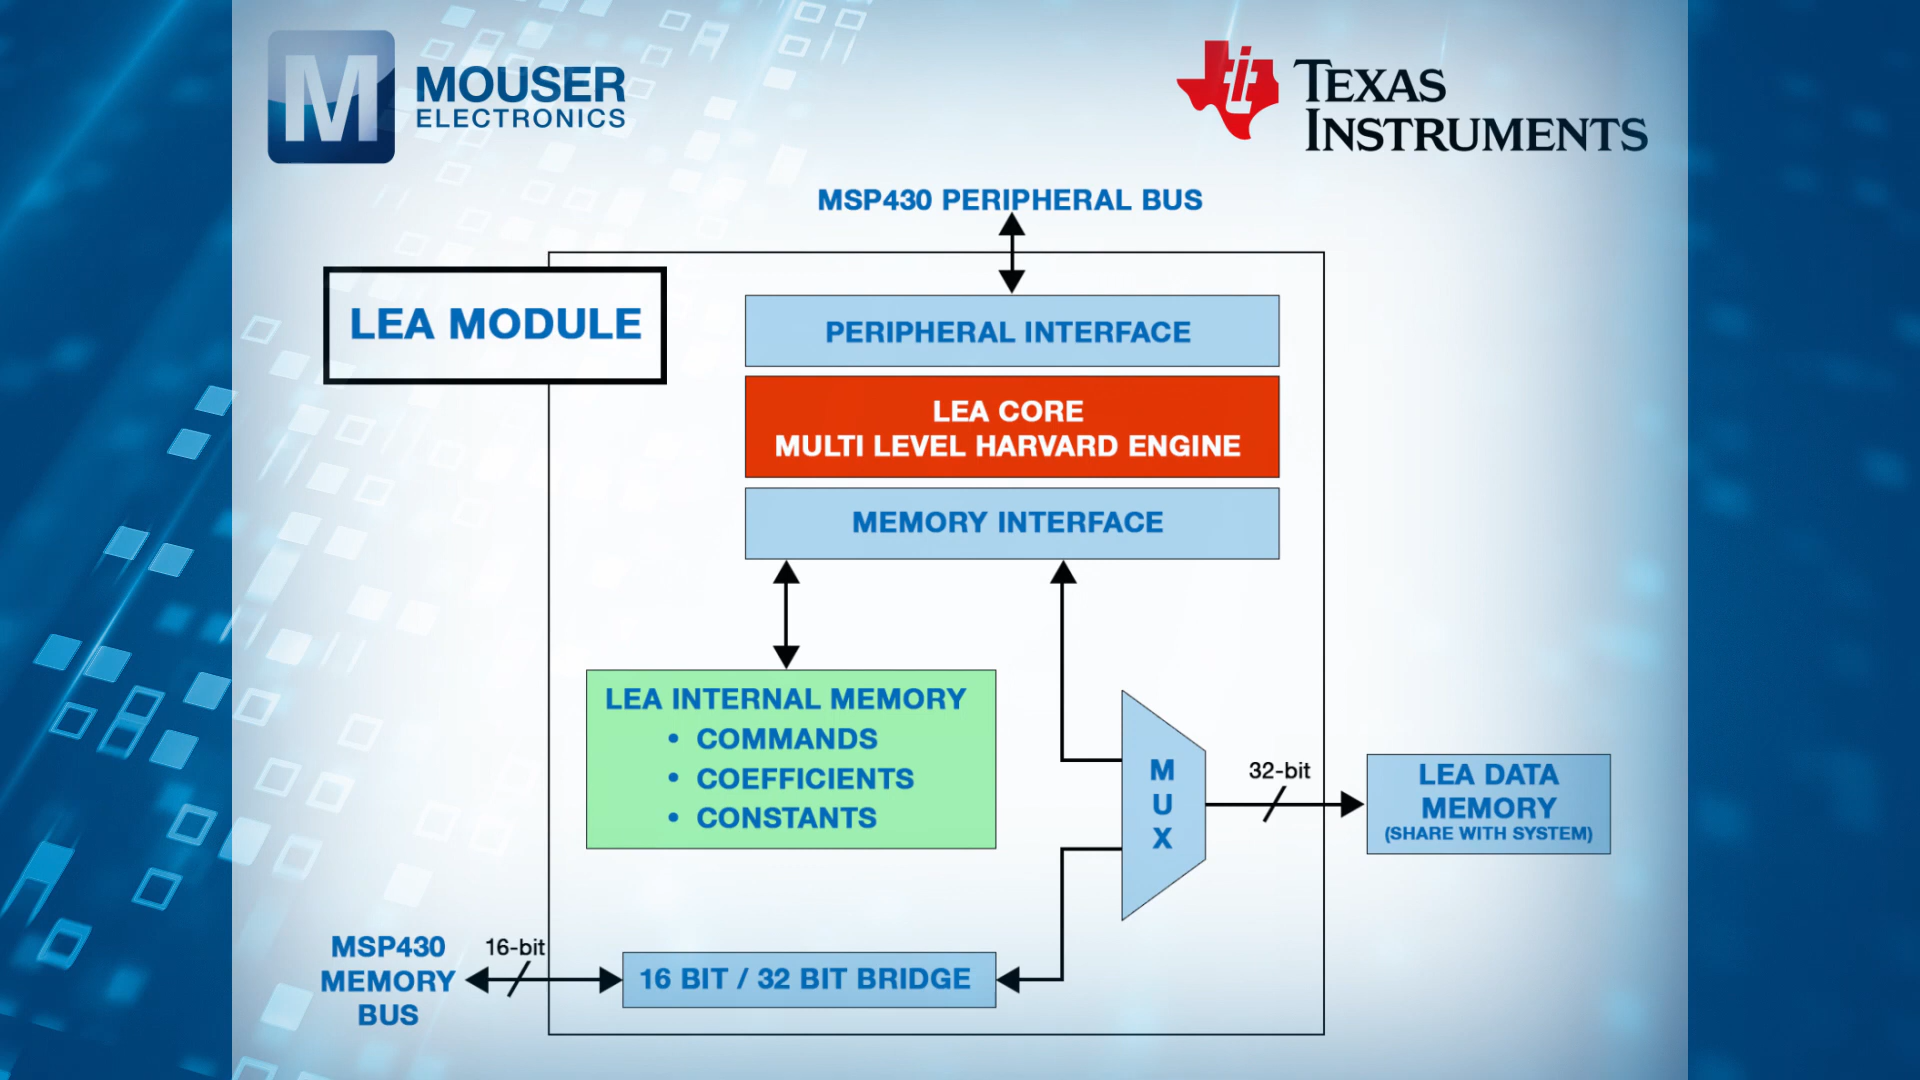 M
MOUSER
ELECTRONICS
TEXAS
INSTRUMENTS
MSP430 PERIPHERAL BUS
LEA MODULE
PERIPHERAL INTERFACE
LEA CORE
MULTI LEVEL HARVARD ENGINE
MEMORY INTERFACE
LEA INTERNAL MEMORY
• COMMANDS
• COEFFICIENTS
• CONSTANTS
M
U
X
32-bit
LEA DATA
MEMORY
(SHARE WITH SYSTEM)
MSP430
MEMORY
BUS
16-bit
16 BIT / 32 BIT BRIDGE